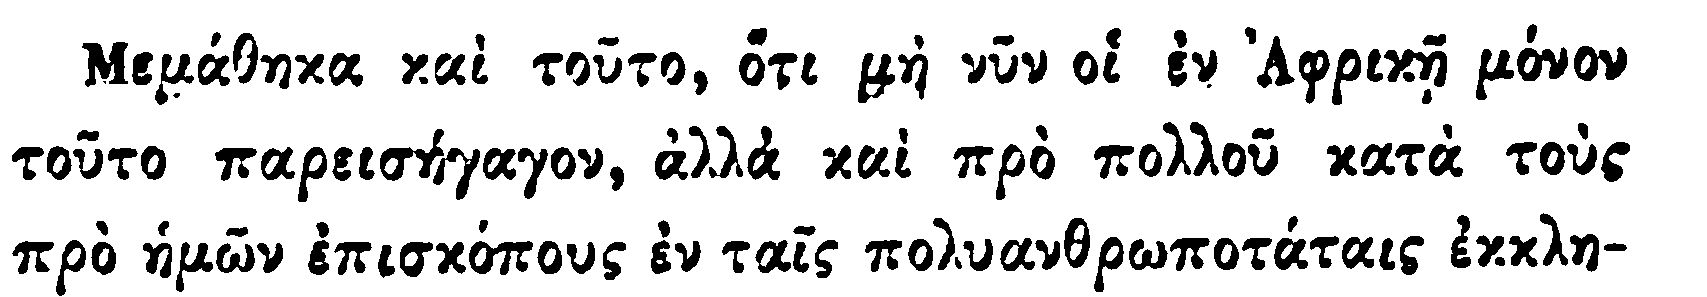 Μεμάθηκα καὶ τοῦτο, ὅτι μὴ νῦν οἱ ἐν Ἀφρικῇ μόνον
τοῦτο παρεισήγαγον, ἀλλὰ καὶ πρὸ πολλοῦ κατὰ τοὺς
πρὸ ἡμῶν ἐπισκόπους ἐν ταῖς πολυανθρωποτάταις ἐκκλη-